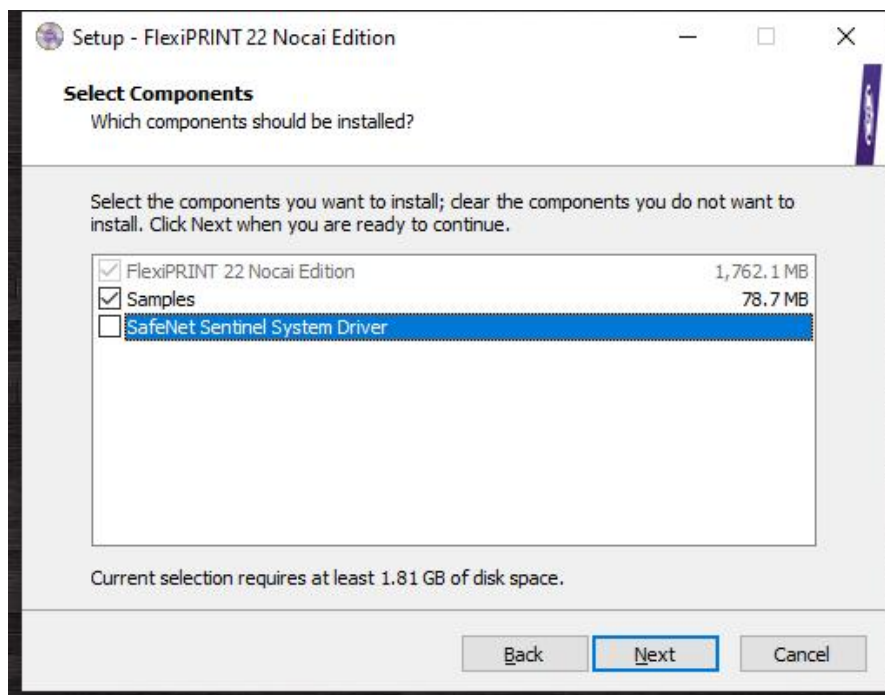 Setup - FlexiPRINT 22 Nocai Edition
Select Components
Which components should be installed?
Select the components you want to install; clear the components you do not want to
install. Click Next when you are ready to continue.
FlexiPRINT 22 Nocai Edition 1,762.1 MB
Samples 78.7 MB
SafeNet Sentinel System Driver
Current selection requires at least 1.81 GB of disk space.
Back Next Cancel